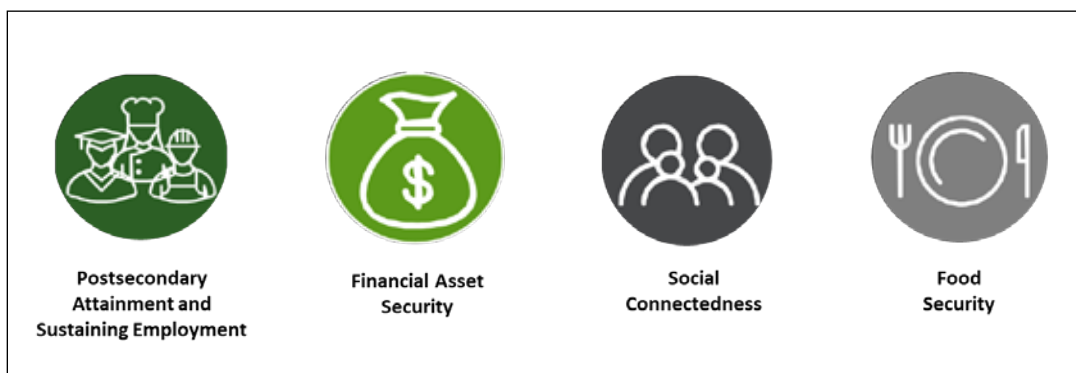 $
Postsecondary
Attainment and
Sustaining Employment
Financial Asset
Security
Social
Connectedness
Food
Security